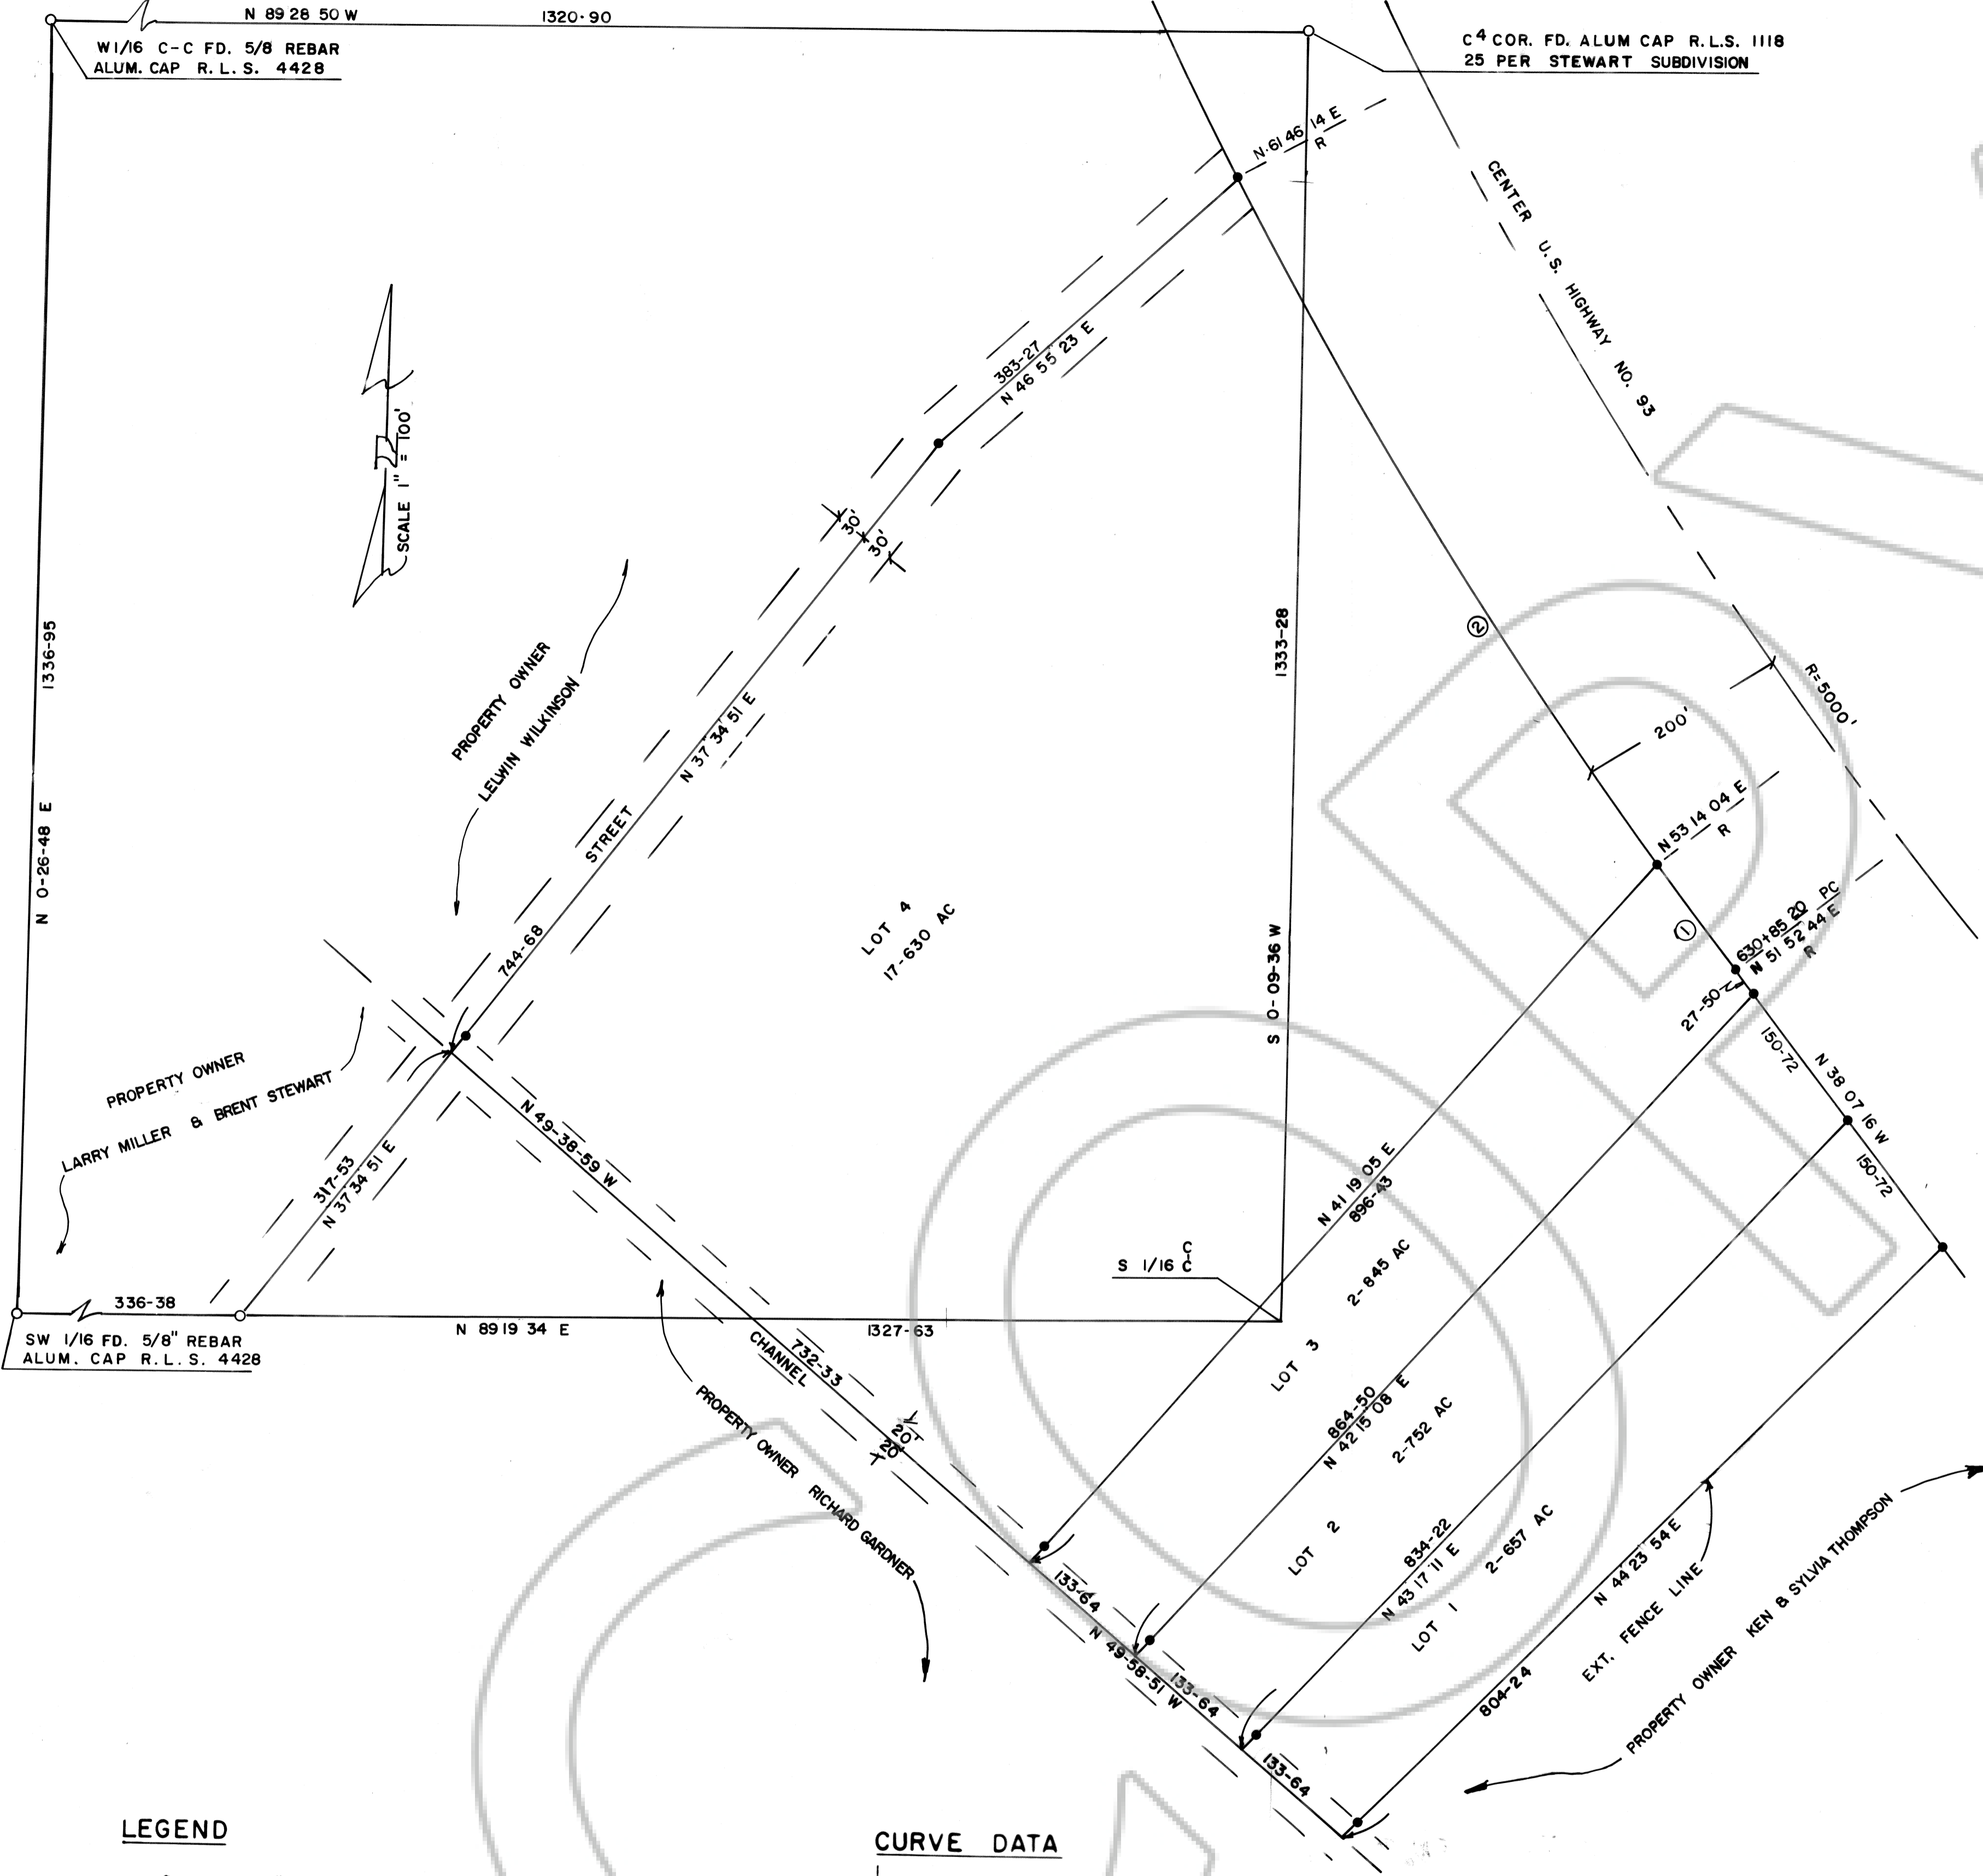 N 89 28 50 W
1320.90
W1/16 C-C FD. 5/8 REBAR
ALUM. CAP R. L. S. 4428
C 4 COR. FD. ALUM CAP R.L.S. 1118
25 PER STEWART SUBDIVISION
N.61 46 14 E
R
CENTER U.S. HIGHWAY NO. 93
383-27
N 46 55 23 E
SCALE 1" = 100'
N
30'
30'
1336-95
N 0-26-48 E
PROPERTY OWNER
LELWIN WILKINSON
N 37 34 51 E
STREET
744-68
1333-28
S 0-09-36 W
2
R=5000'
200'
N 53 14 04 E
R
LOT 4
17-630 AC
1
630+85 20 PC
N 51 52 44 E
R
27-50
150-72
N 38 07 16 W
150-72
PROPERTY OWNER
LARRY MILLER & BRENT STEWART
317-53
N 37 34 51 E
N 49-38-59 W
N 41 19 05 E
896-43
S 1/16 C
C
336-38
SW 1/16 FD. 5/8" REBAR
ALUM. CAP R.L.S. 4428
N 89 19 34 E
1327-63
CHANNEL
732-33
20'
20'
2-845 AC
LOT 3
864-50
N 42 15 08 E
2-752 AC
LOT 2
PROPERTY OWNER RICHARD GARDNER
834-22
N 43 17 11 E
2-657 AC
LOT 1
N 44 23 54 E
EXT. FENCE LINE
804-24
PROPERTY OWNER KEN & SYLVIA THOMPSON
133-64
N 49-58-51 W
133-64
133-64
LEGEND
CURVE DATA